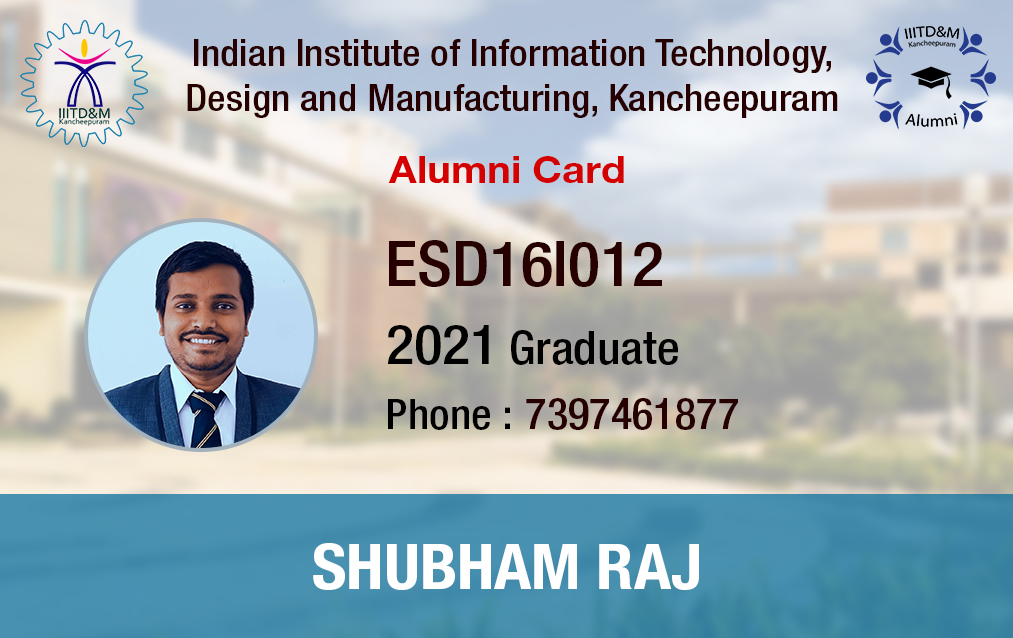 Indian Institute of Information Technology,
Design and Manufacturing, Kancheepuram
IIITD&M
Kancheepuram
IIITD&M
Kancheepuram
Alumni
Alumni Card
ESD16I012
2021 Graduate
Phone : 7397461877
SHUBHAM RAJ